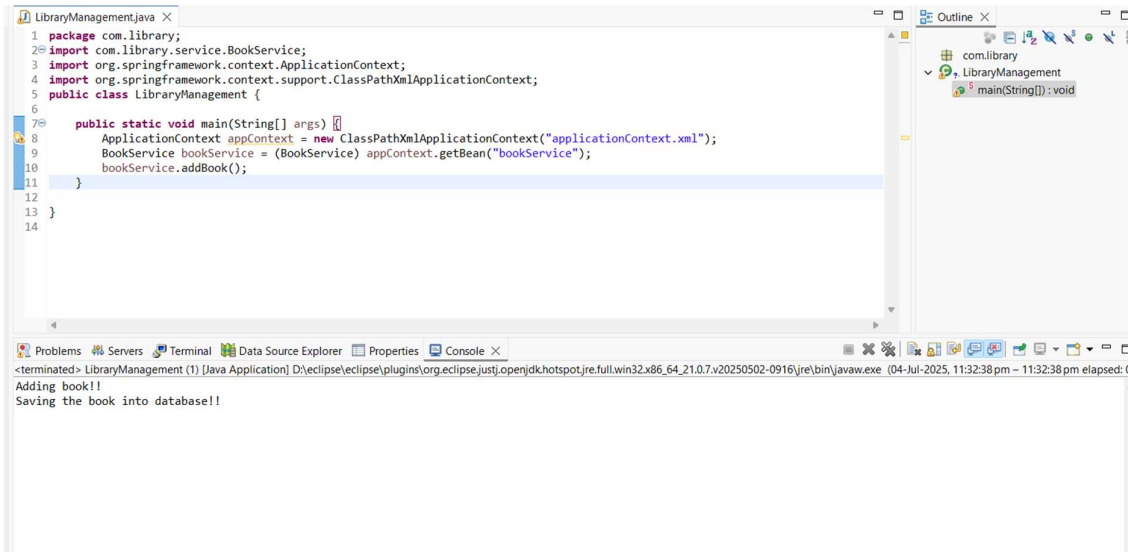 LibraryManagement.java
1 package com.library;
2 import com.library.service.BookService;
3 import org.springframework.context.ApplicationContext;
4 import org.springframework.context.support.ClassPathXmlApplicationContext;
5 public class LibraryManagement {
6
7     public static void main(String[] args) {
8         ApplicationContext appContext = new ClassPathXmlApplicationContext("applicationContext.xml");
9         BookService bookService = (BookService) appContext.getBean("bookService");
10         bookService.addBook();
11     }
12
13 }
14
Outline
com.library
LibraryManagement
main(String[]) : void
Problems Servers Terminal Data Source Explorer Properties Console
<terminated> LibraryManagement (1) [Java Application] D:\eclipse\eclipse\plugins\org.eclipse.justj.openjdk.hotspot.jre.full.win32.x86_64_21.0.7.v20250502-0916\jre\bin\javaw.exe (04-Jul-2025, 11:32:38 pm – 11:32:38 pm elapsed:
Adding book!!
Saving the book into database!!